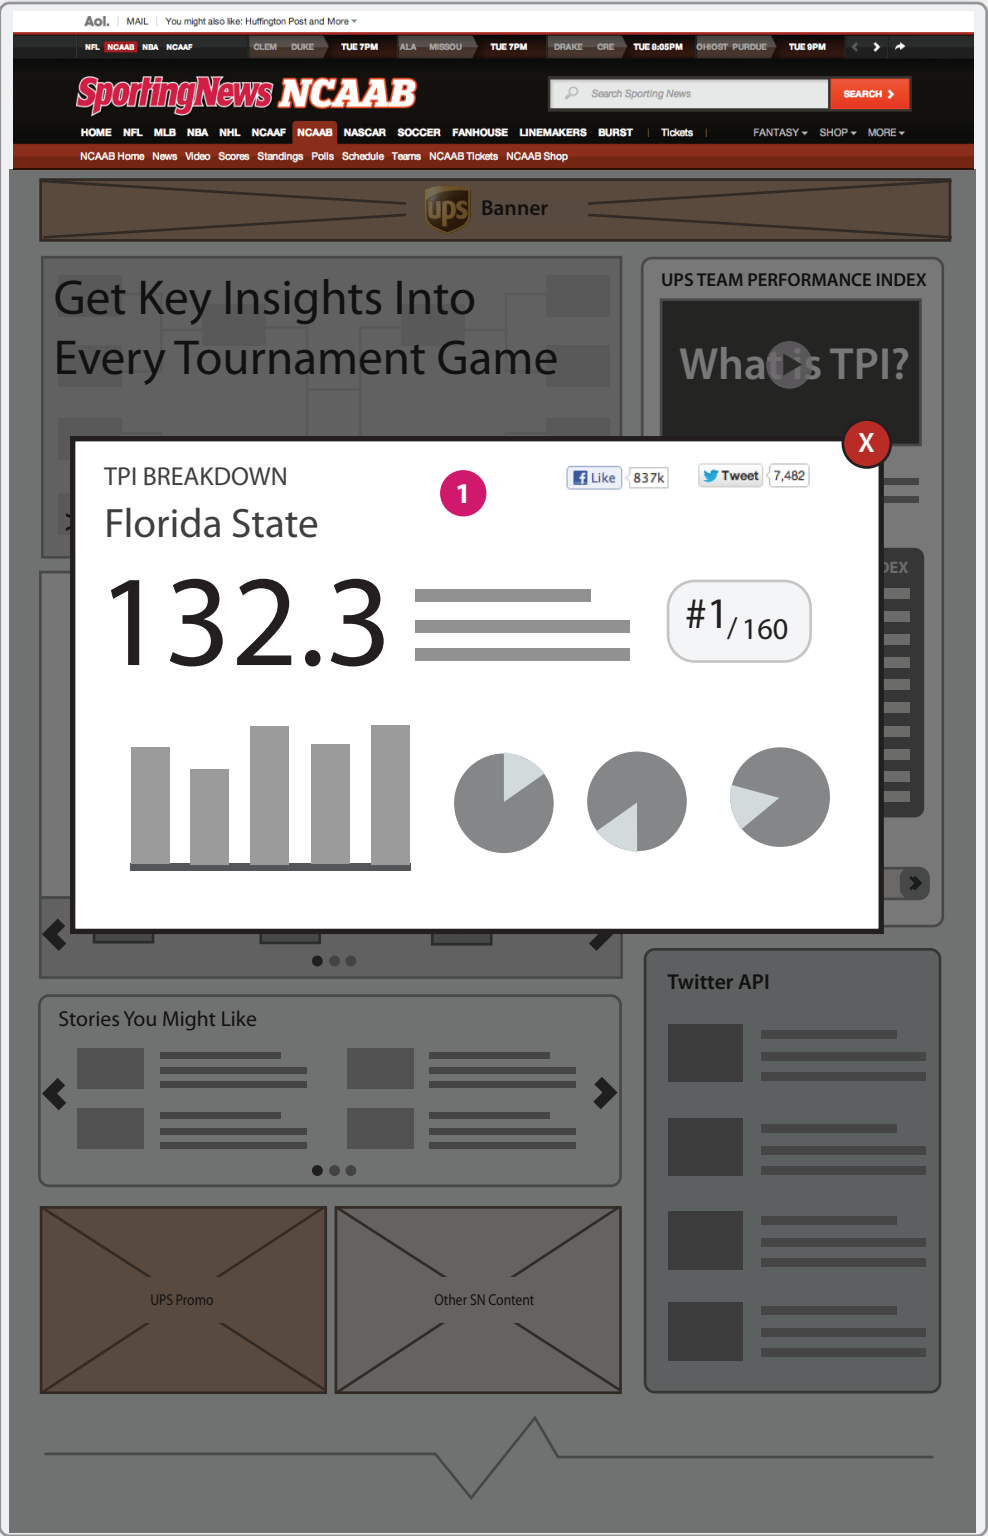 Aol. MAIL You might also like: Huffington Post and More
NFL NCAAB NBA NCAAF CLEM DUKE TUE 7PM ALA MISSOU TUE 7PM DRAKE CRE TUE 8:05PM OHIOST PURDUE TUE 9PM
SportingNews NCAAB
Search Sporting News
SEARCH
HOME NFL MLB NBA NHL NCAAF NCAAB NASCAR SOCCER FANHOUSE LINEMAKERS BURST Tickets FANTASY SHOP MORE
NCAAB Home News Video Scores Standings Polls Schedule Teams NCAAB Tickets NCAAB Shop
ups Banner
Get Key Insights Into
Every Tournament Game
UPS TEAM PERFORMANCE INDEX
What is TPI?
X
TPI BREAKDOWN
1
Like 837k
Tweet 7,482
Florida State
132.3
#1/160
DEX
Twitter API
Stories You Might Like
UPS Promo
Other SN Content